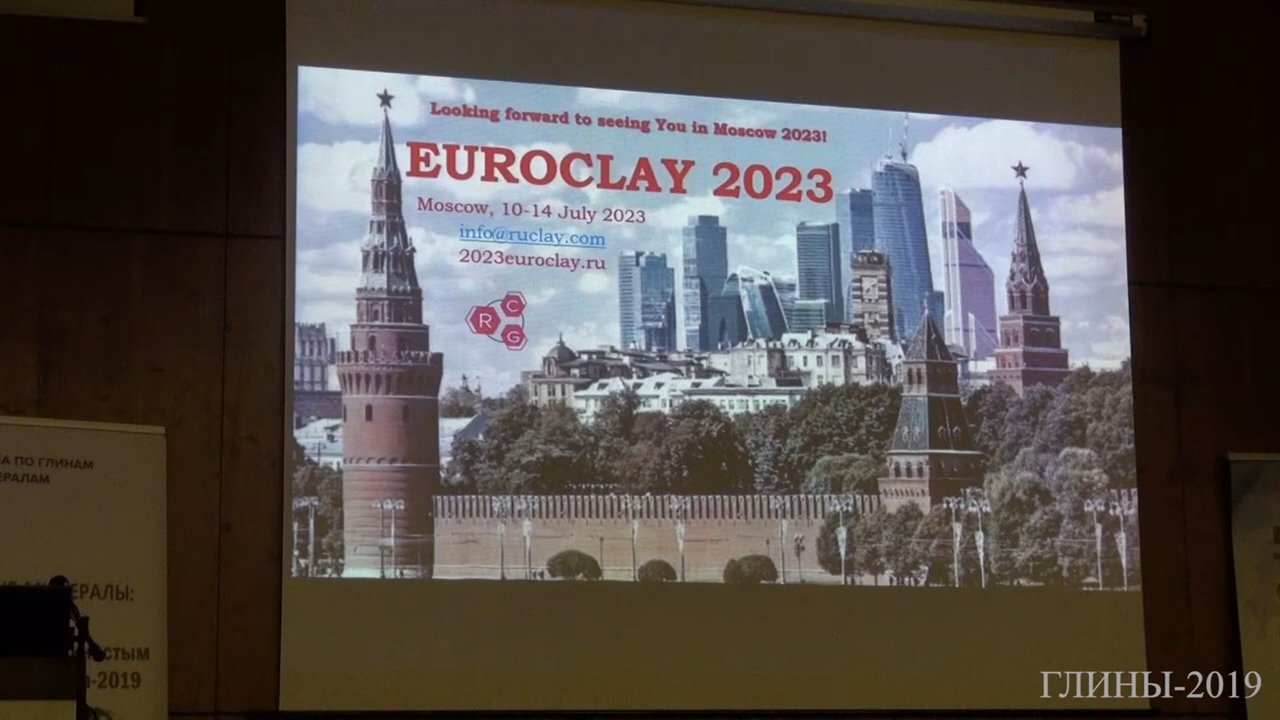 Looking forward to seeing You in Moscow 2023!
EUROCLAY 2023
Moscow, 10-14 July 2023
info@ruclay.com
2023euroclay.ru
R
C
G
ПО ГЛИНАМ
ЕРАЛАМ
ЕРАЛЫ:
-2019
ГЛИНЫ-2019